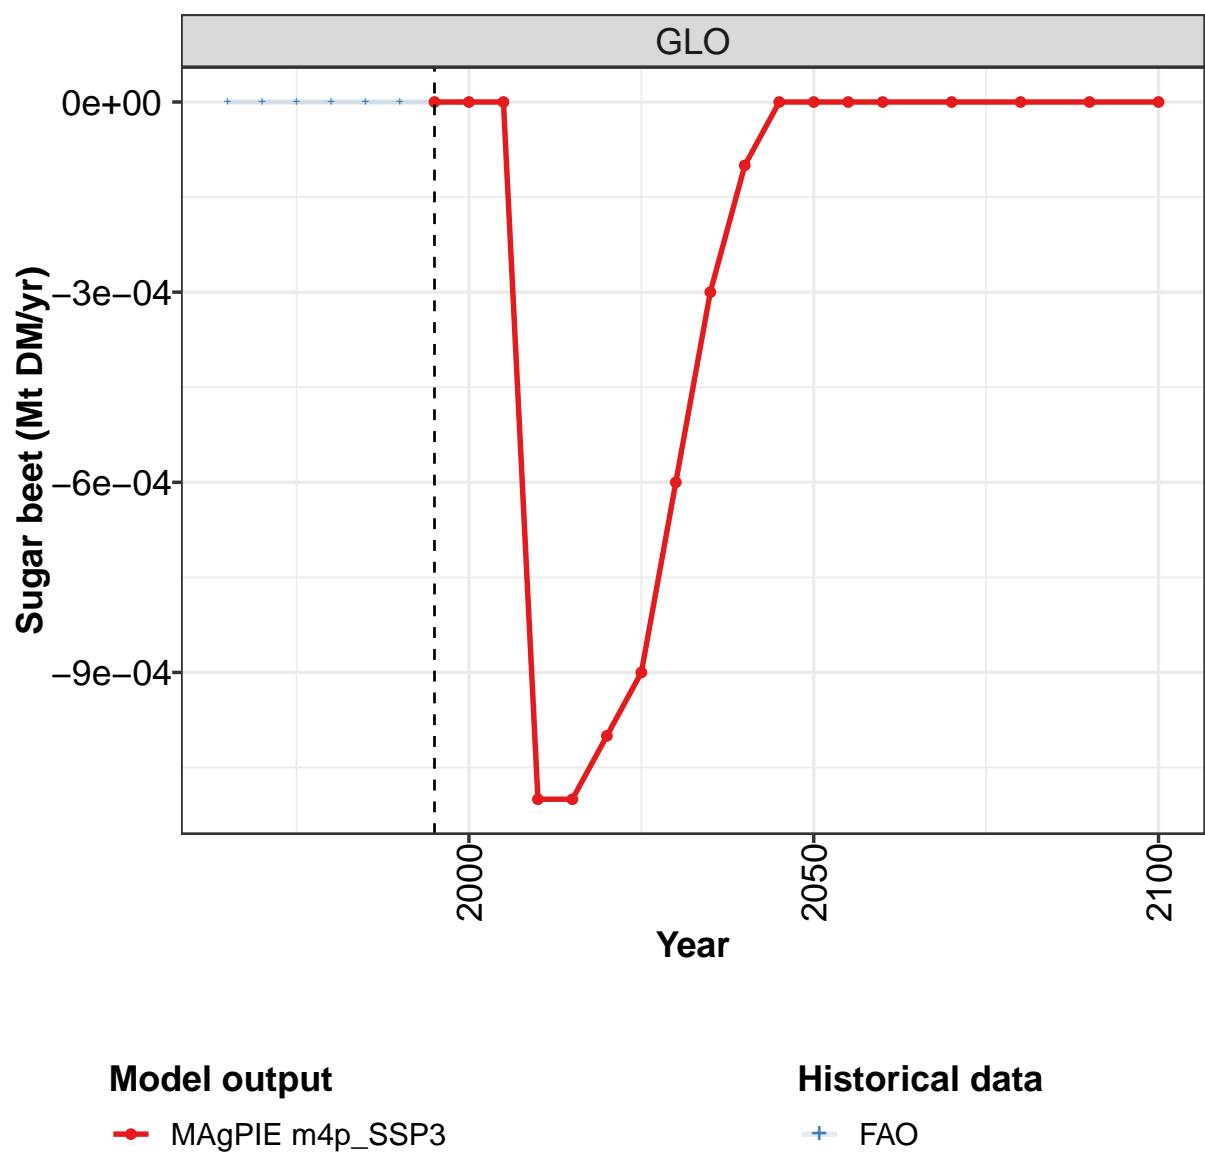 GLO
0e+00
−3e−04
−6e−04
−9e−04
Sugar beet (Mt DM/yr)
2000
2050
2100
Year
Model output
Historical data
MAgPIE m4p_SSP3
FAO